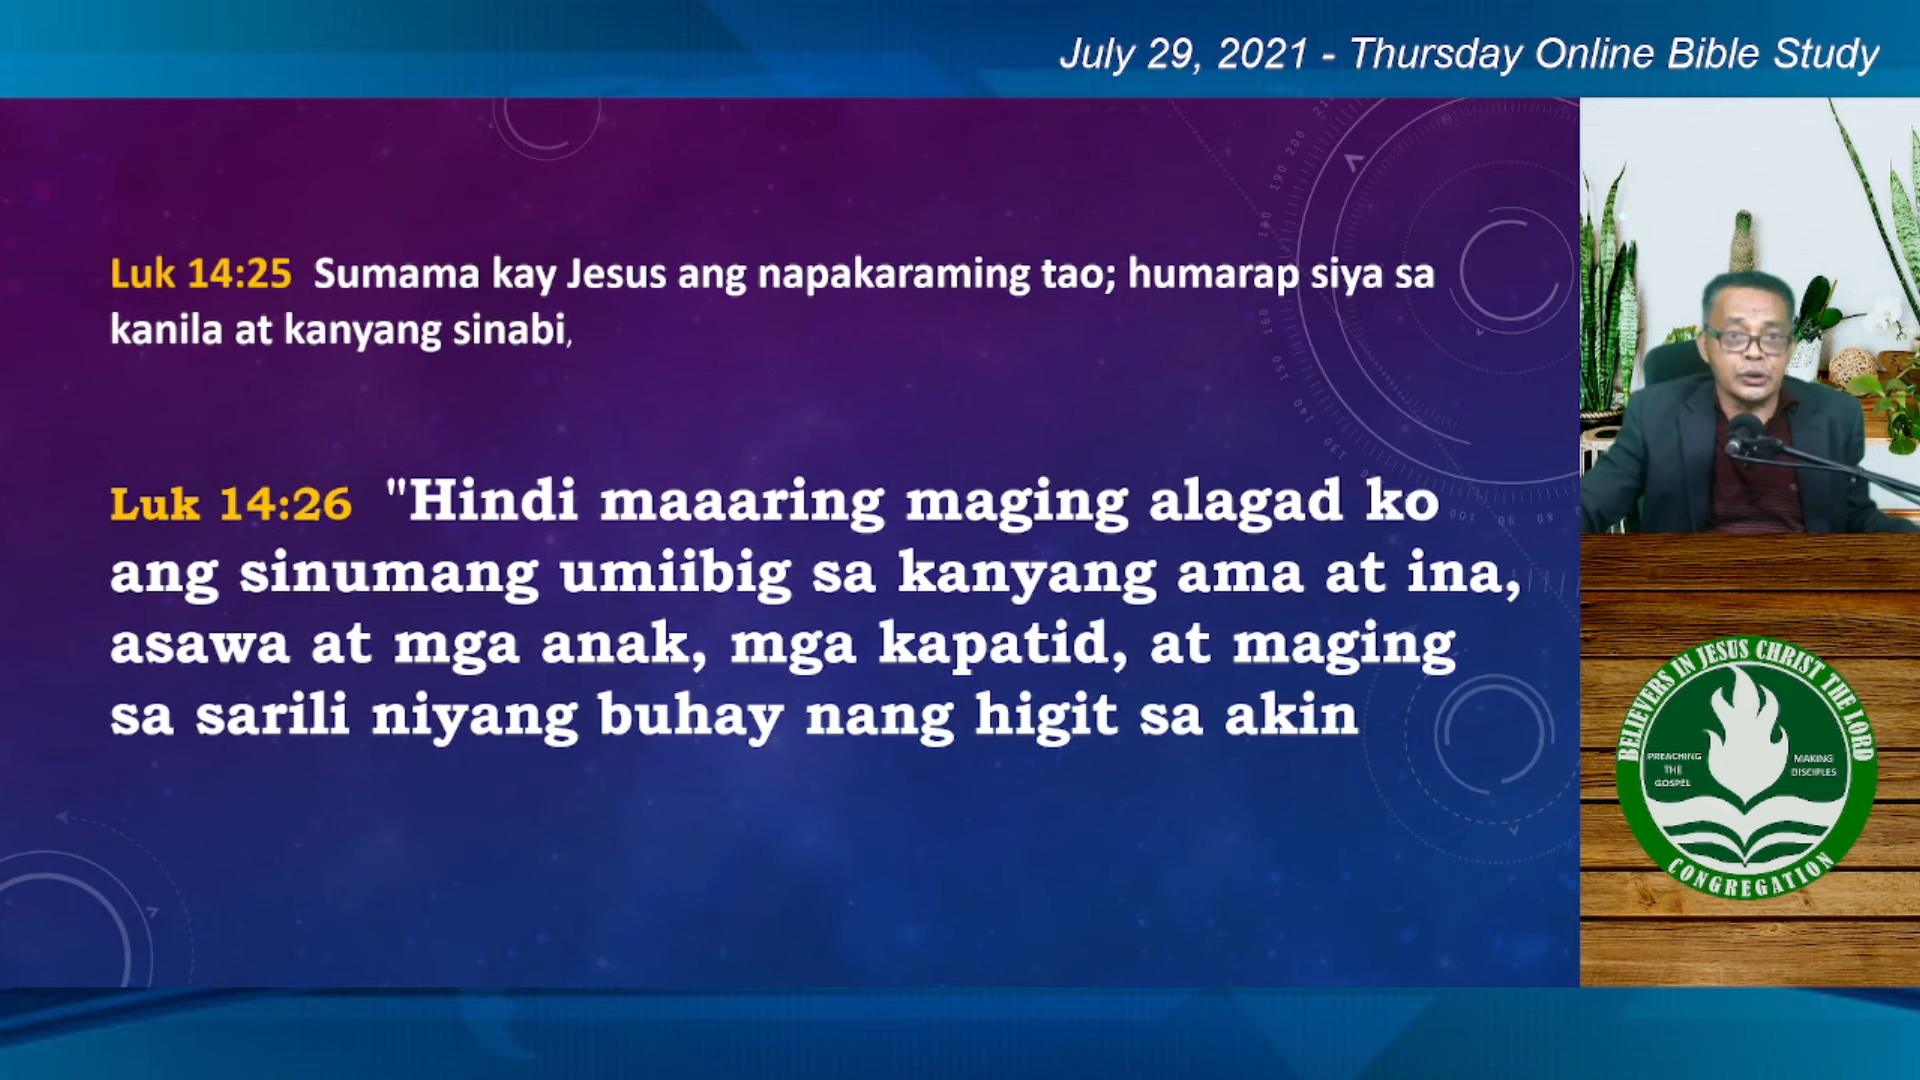 July 29, 2021 - Thursday Online Bible Study
Luk 14:25 Sumama kay Jesus ang napakaraming tao; humarap siya sa
kanila at kanyang sinabi,
Luk 14:26 "Hindi maaaring maging alagad ko
ang sinumang umiibig sa kanyang ama at ina,
asawa at mga anak, mga kapatid, at maging
sa sarili niyang buhay nang higit sa akin
BELIEVERS IN JESUS CHRIST THE LORD
PREACHING
THE
GOSPEL
MAKING
DISCIPLES
CONGREGATION